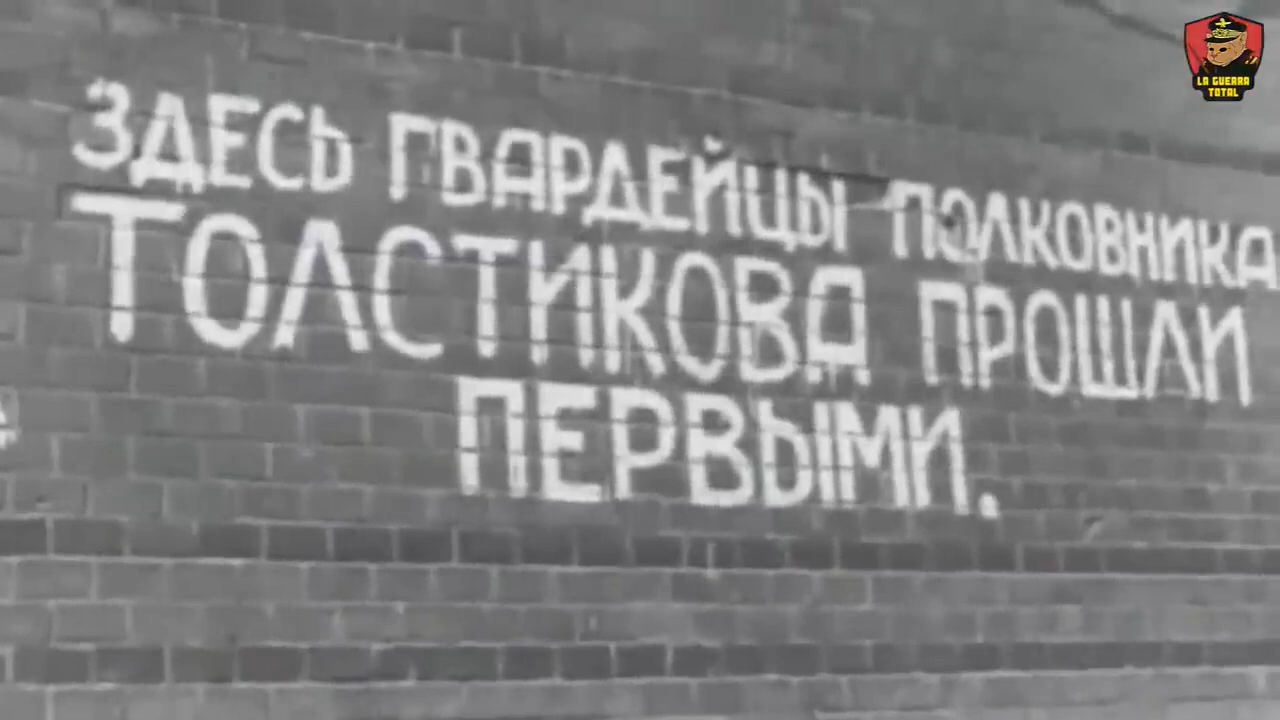 ЗДЕСЬ ГВАРДЕЙЦЫ ПОЛКОВНИКА
ТОЛСТИКОВА ПРОШЛИ
ПЕРВЫМИ.
LA GUERRA
TOTAL